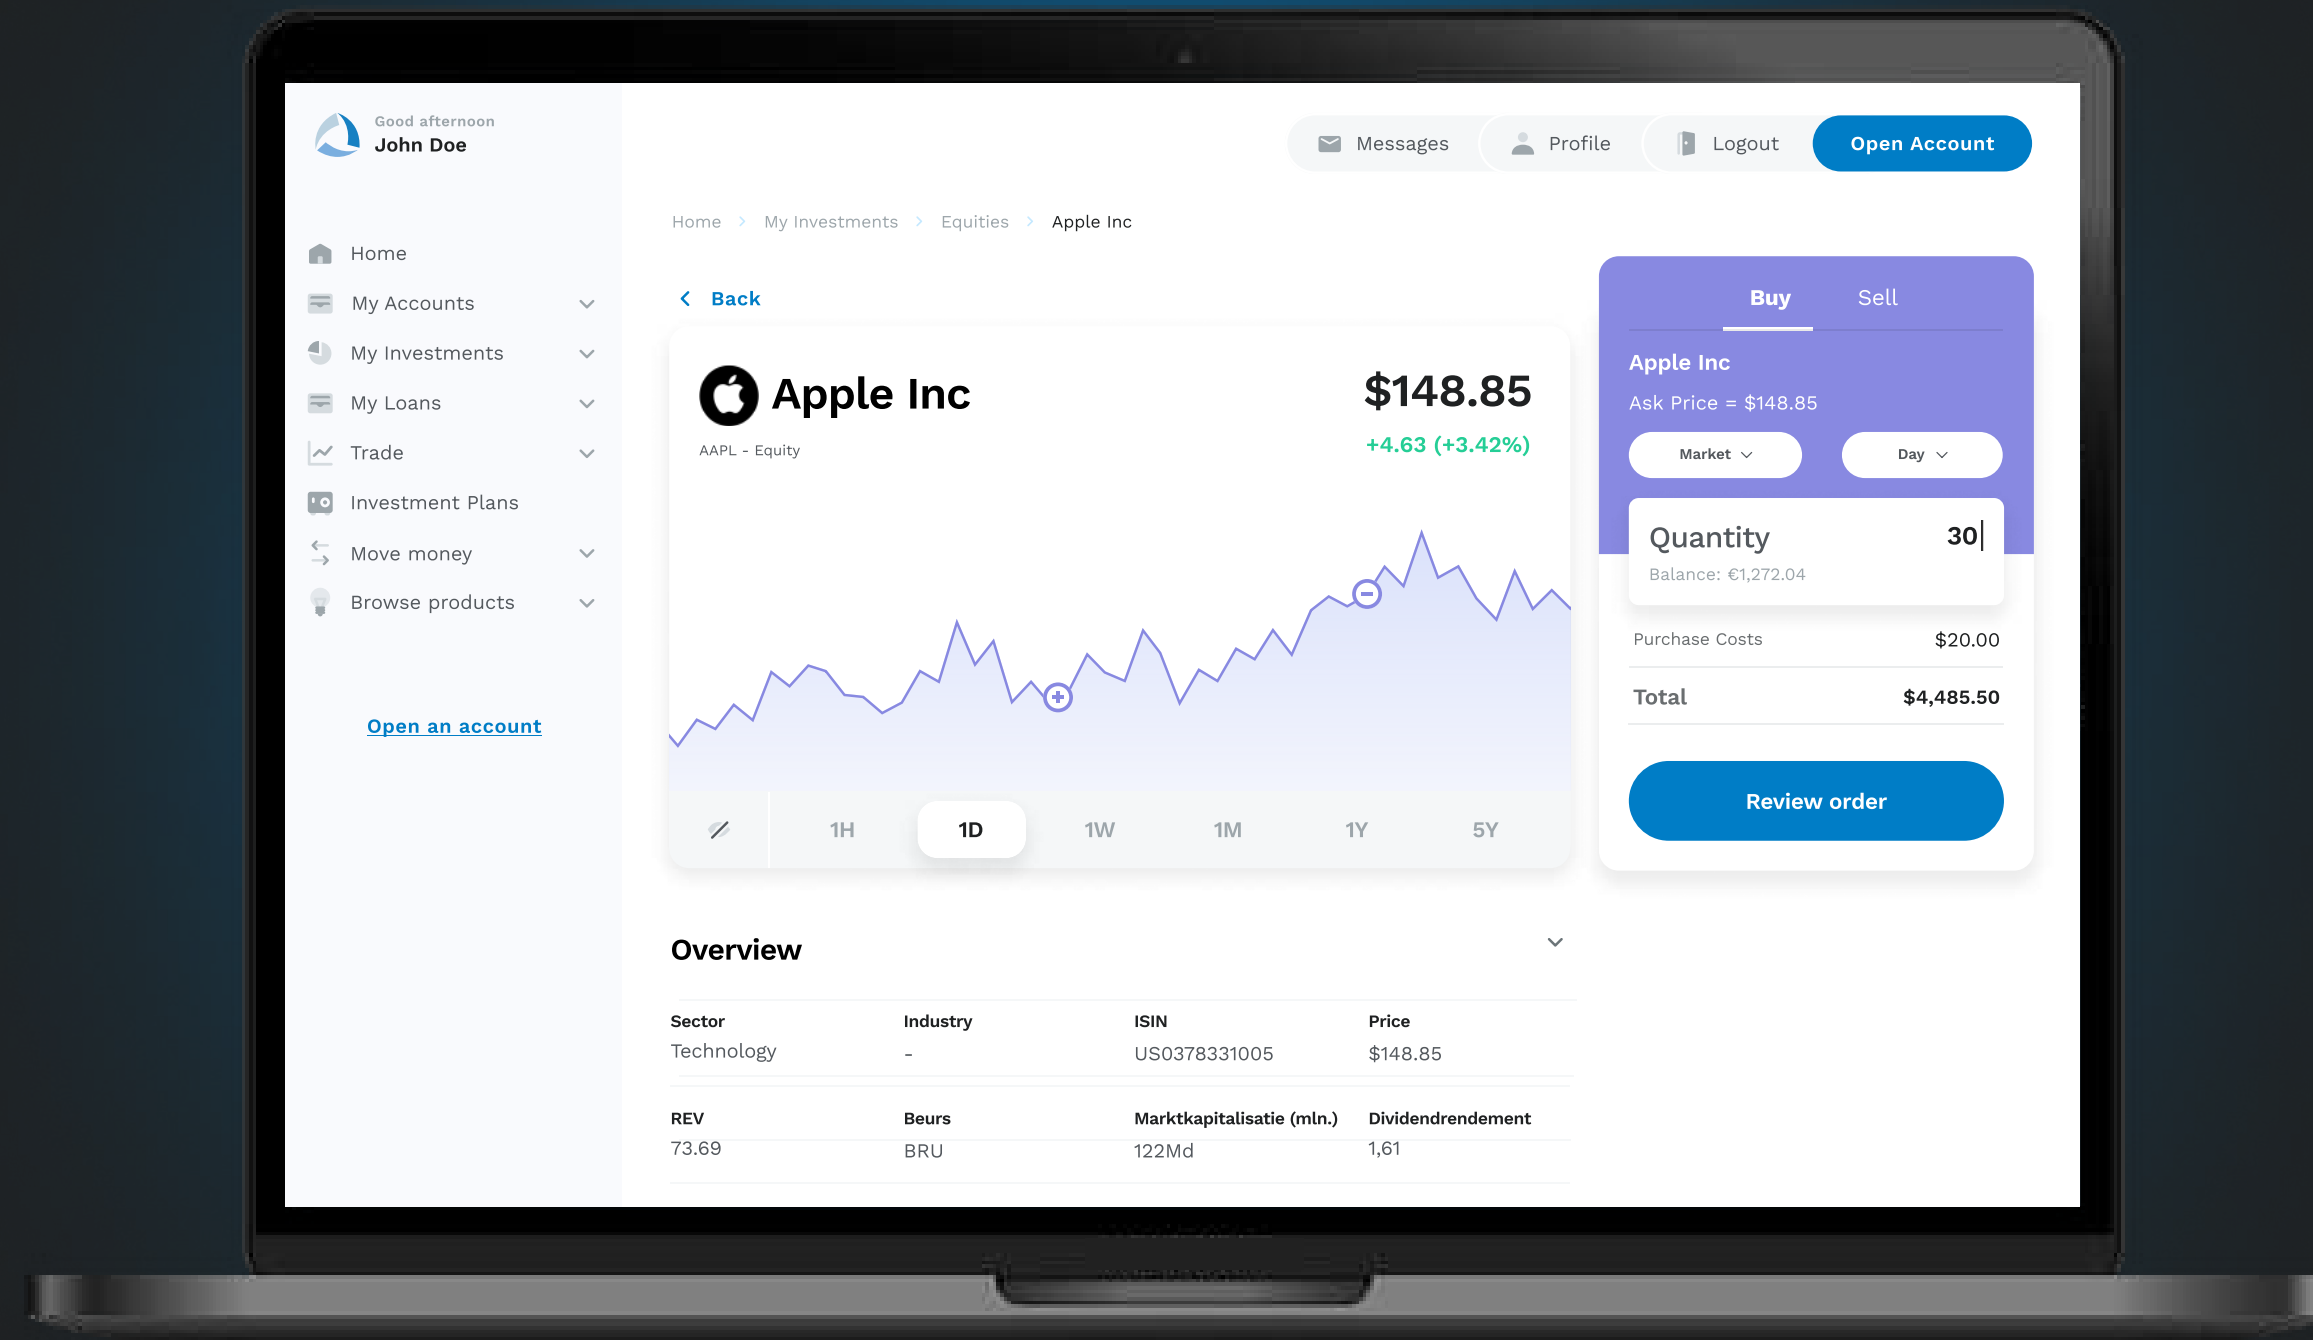 Good afternoon
John Doe
Messages
Profile
Logout
Open Account
Home
My Accounts
My Investments
My Loans
Trade
Investment Plans
Move money
Browse products
Open an account
Home > My Investments > Equities > Apple Inc
Back
Apple Inc
AAPL - Equity
$148.85
+4.63 (+3.42%)
1H 1D 1W 1M 1Y 5Y
Buy Sell
Apple Inc
Ask Price = $148.85
Market Day
Quantity 30
Balance: €1,272.04
Purchase Costs $20.00
Total $4,485.50
Review order
Overview
Sector Industry ISIN Price
Technology - US0378331005 $148.85
REV Beurs Marktkapitalisatie (mln.) Dividendrendement
73.69 BRU 122Md 1,61